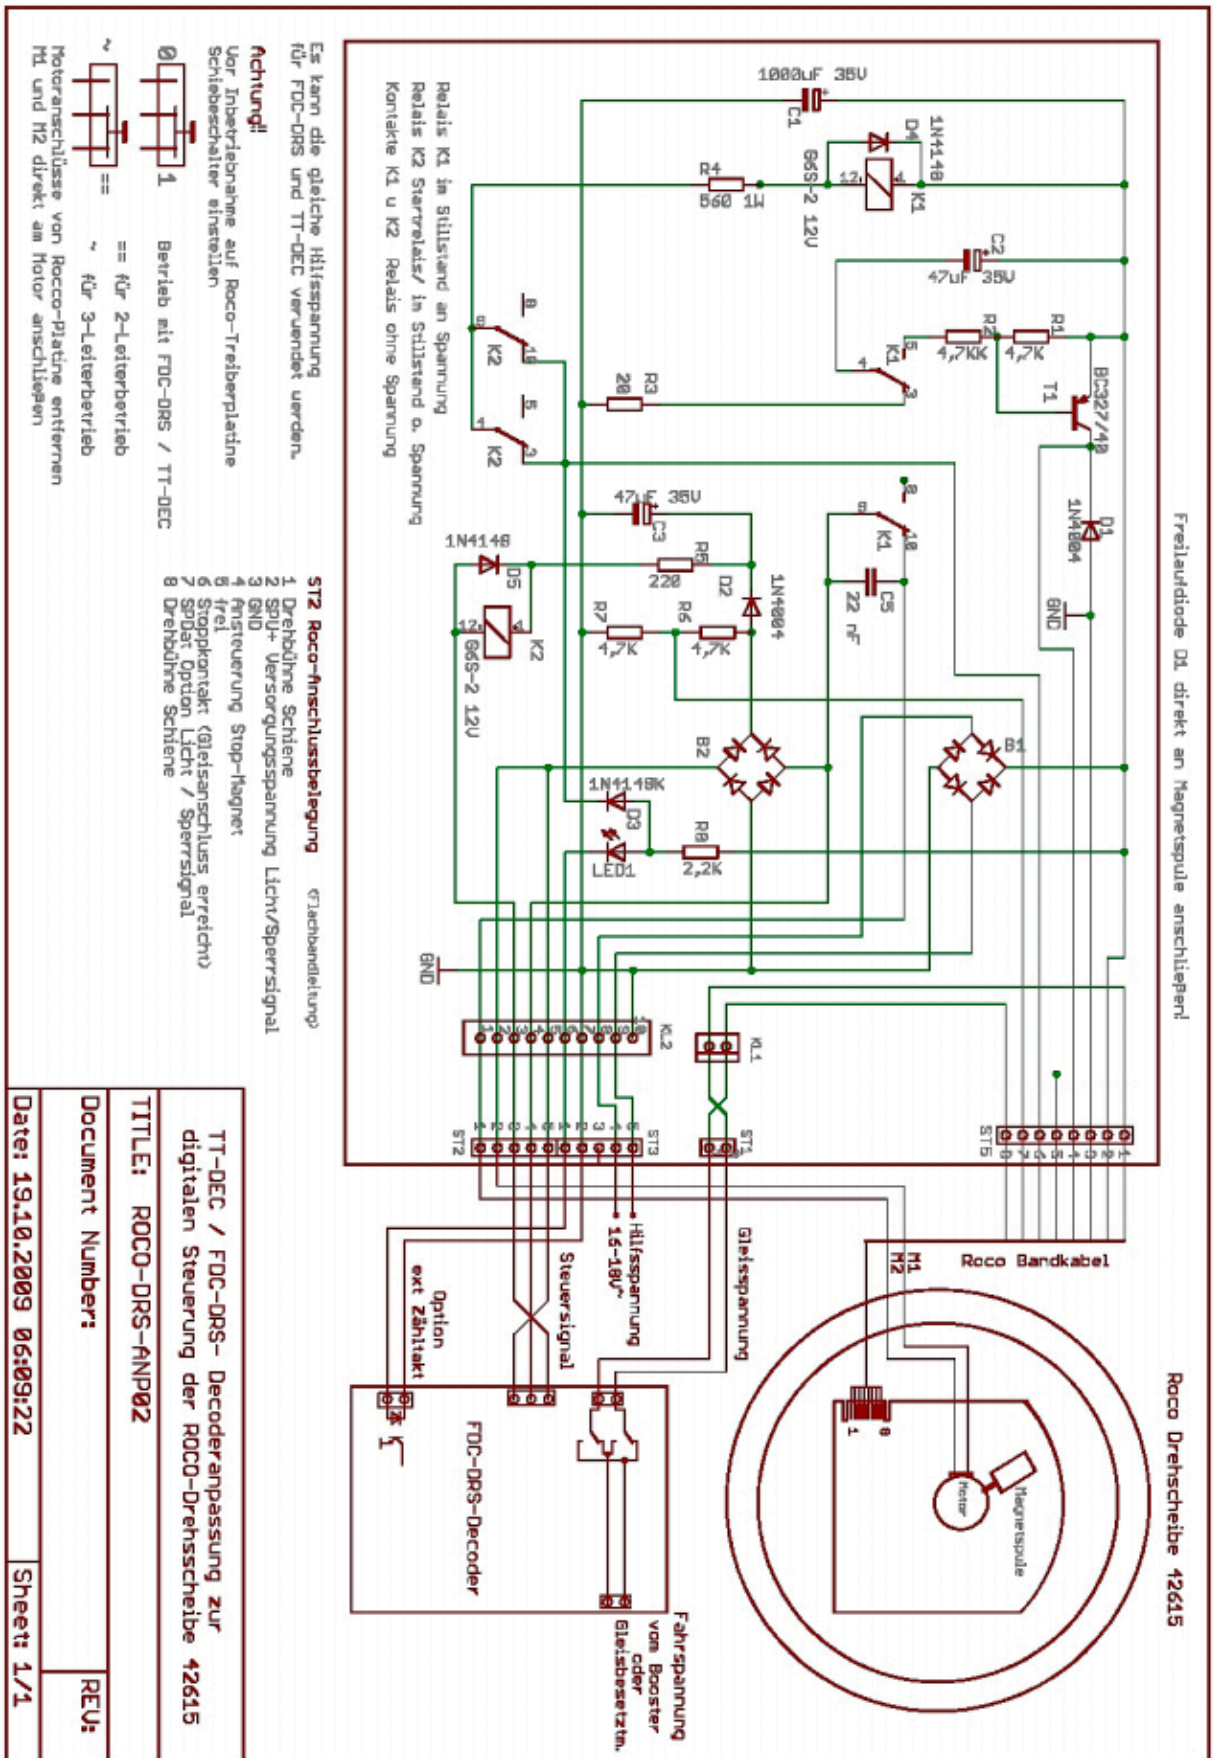 Freilaufdiode D1 direkt an Magnetspule anschließen!
Roco Drehscheibe 42615
1000uF 35V
C1
1N4148
D4
K1
G6S-2 12V
R4
560 1W
C2
47uF 35V
R2
4,7KK
R1
4,7K
T1
BC327/40
D1
1N4004
GND
K1
R3
20
K2
K2
K1
C5
22 nF
47uF 35V
C3
R5
220
D2
1N4004
R7
4,7K
R6
4,7K
1N4148
D5
K2
G6S-2 12V
B2
B1
1N4148K
D3
LED1
R8
2,2K
GND
KL2
KL1
ST2
ST3
ST1
ST5
Relais K1 im Stillstand an Spannung
Relais K2 Startrelais/ im Stillstand o. Spannung
Kontakte K1 u K2 Relais ohne Spannung
Es kann die gleiche Hilfsspannung
für FDC-DRS und TT-DEC verwendet werden.
Achtung!!
Vor Inbetriebnahme auf Roco-Treiberplatine
Schiebeschalter einstellen
0 1 Betrieb mit FDC-DRS / TT-DEC
~ == == für 2-Leiterbetrieb
~ für 3-Leiterbetrieb
Motoranschlüsse von Rocco-Platine entfernen
M1 und M2 direkt am Motor anschließen
ST2 Roco-Anschlussbelegung (Flachbandleitung)
1 Drehbühne Schiene
2 SPU+ Versorgungsspannung Licht/Sperrsignal
3 GND
4 Ansteuerung Stop-Magnet
5 frei
6 Stoppkontakt (Gleisanschluss erreicht)
7 SPDat Option Licht / Sperrsignal
8 Drehbühne Schiene
Roco Bandkabel
M1
M2
Motor
Magnetspule
1 8
Gleisspannung
Hilfsspannung
16-18V~
Steuersignal
Option
ext Zähltakt
FDC-DRS-Decoder
Fahrspannung
vom Booster
oder
Gleisbesetztm.
TT-DEC / FDC-DRS- Decoderanpassung zur
digitalen Steuerung der ROCO-Drehsscheibe 42615
TITLE: ROCO-DRS-ANP02
Document Number:
REV:
Date: 19.10.2009 06:09:22
Sheet: 1/1